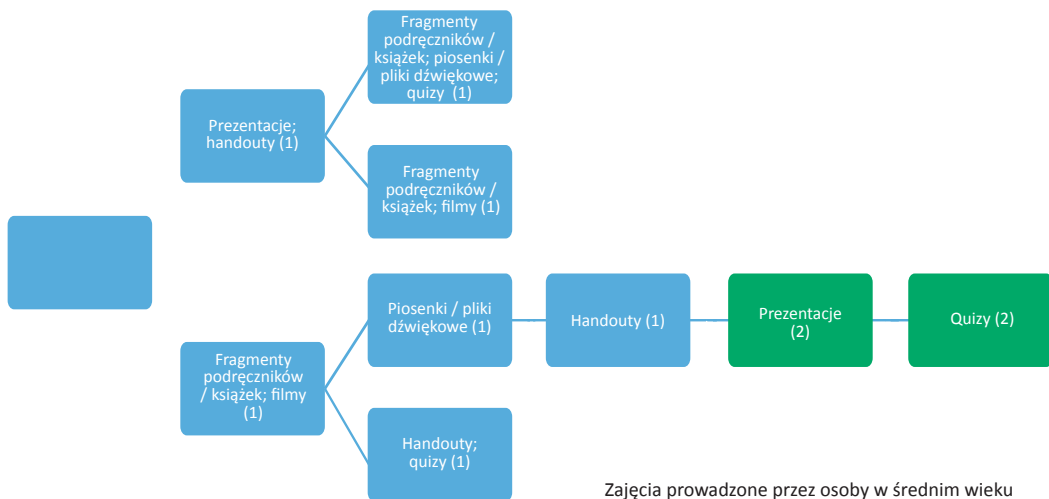 Fragmenty
podręczników /
książek; piosenki /
pliki dźwiękowe;
quizy (1)
Prezentacje;
handouty (1)
Fragmenty
podręczników /
książek; filmy (1)
Piosenki / pliki
dźwiękowe (1)
Handouty (1)
Prezentacje
(2)
Quizy (2)
Fragmenty
podręczników
/ książek; filmy
(1)
Handouty;
quizy (1)
Zajęcia prowadzone przez osoby w średnim wieku